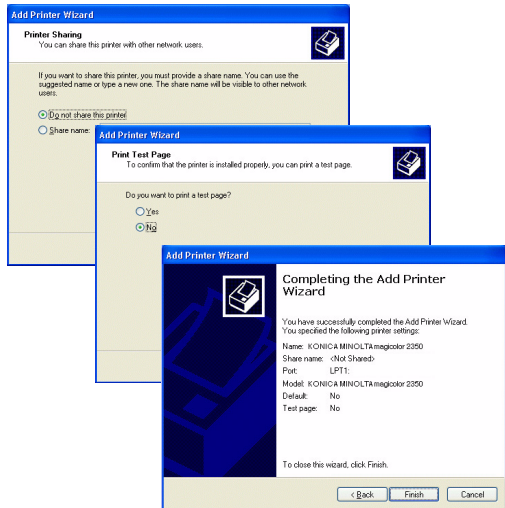 Add Printer Wizard
Printer Sharing
You can share this printer with other network users.
If you want to share this printer, you must provide a share name. You can use the
suggested name or type a new one. The share name will be visible to other network
users.
Do not share this printer
Share name:
Add Printer Wizard
Print Test Page
To confirm that the printer is installed properly, you can print a test page.
Do you want to print a test page?
Yes
No
Add Printer Wizard
Completing the Add Printer
Wizard
You have successfully completed the Add Printer Wizard.
You specified the following printer settings:
Name: KONICA MINOLTA magicolor 2350
Share name: <Not Shared>
Port: LPT1:
Model: KONICA MINOLTA magicolor 2350
Default: No
Test page: No
To close this wizard, click Finish.
< Back Finish Cancel